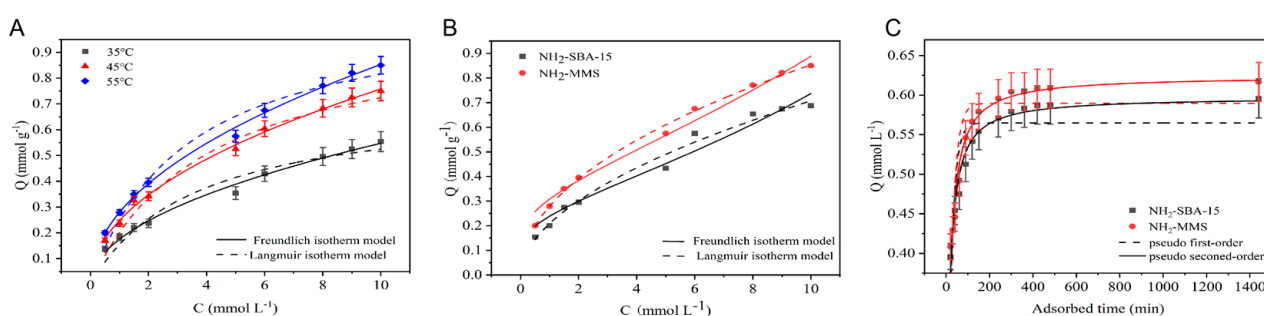 A
35°C
45°C
55°C
Q (mmol g⁻¹)
0.9
0.8
0.7
0.6
0.5
0.4
0.3
0.2
0.1
Freundlich isotherm model
Langmuir isotherm model
0 2 4 6 8 10
C (mmol L⁻¹)
B
NH₂-SBA-15
NH₂-MMS
Q (mmol g⁻¹)
0.9
0.8
0.7
0.6
0.5
0.4
0.3
0.2
0.1
0.0
Freundlich isotherm model
Langmuir isotherm model
0 2 4 6 8 10
C (mmol L⁻¹)
C
Q (mmol L⁻¹)
0.65
0.60
0.55
0.50
0.45
0.40
NH₂-SBA-15
NH₂-MMS
pseudo first-order
pseudo seconed-order
0 200 400 600 800 1000 1200 1400
Adsorbed time (min)